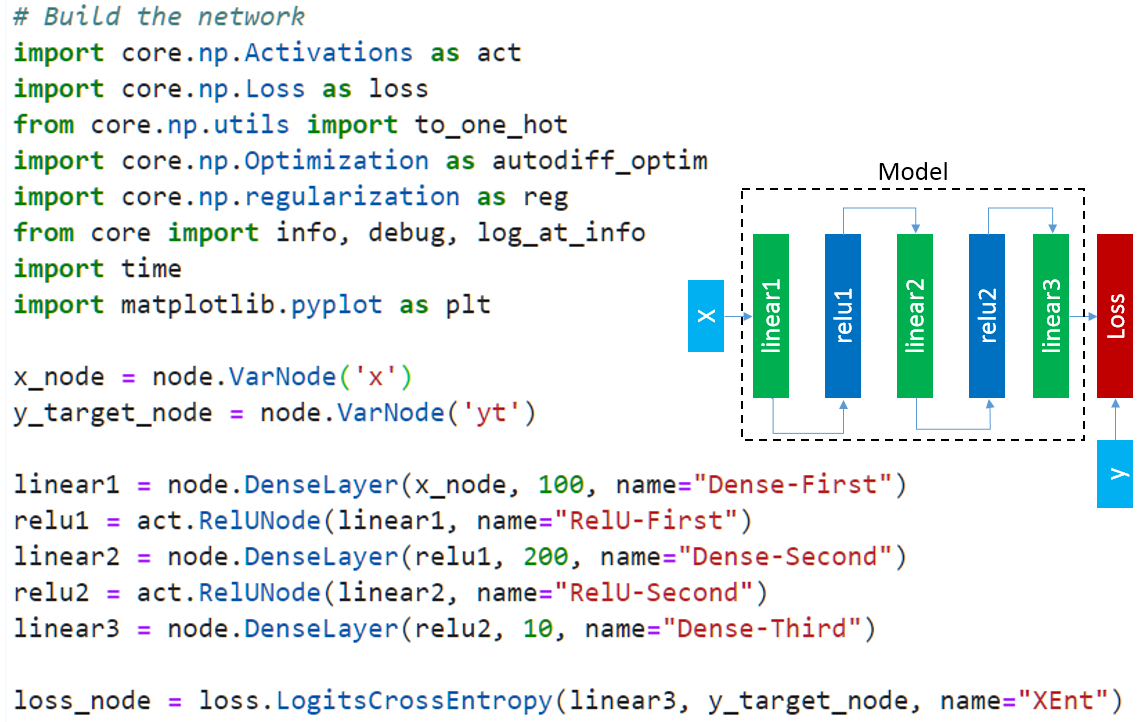 # Build the network
import core.np.Activations as act
import core.np.Loss as loss
from core.np.utils import to_one_hot
import core.np.Optimization as autodiff_optim
import core.np.regularization as reg
from core import info, debug, log_at_info
import time
import matplotlib.pyplot as plt
x_node = node.VarNode('x')
y_target_node = node.VarNode('yt')
linear1 = node.DenseLayer(x_node, 100, name="Dense-First")
relu1 = act.RelUNode(linear1, name="RelU-First")
linear2 = node.DenseLayer(relu1, 200, name="Dense-Second")
relu2 = act.RelUNode(linear2, name="RelU-Second")
linear3 = node.DenseLayer(relu2, 10, name="Dense-Third")
loss_node = loss.LogitsCrossEntropy(linear3, y_target_node, name="XEnt")
Model
X
linear1
relu1
linear2
relu2
linear3
Loss
y